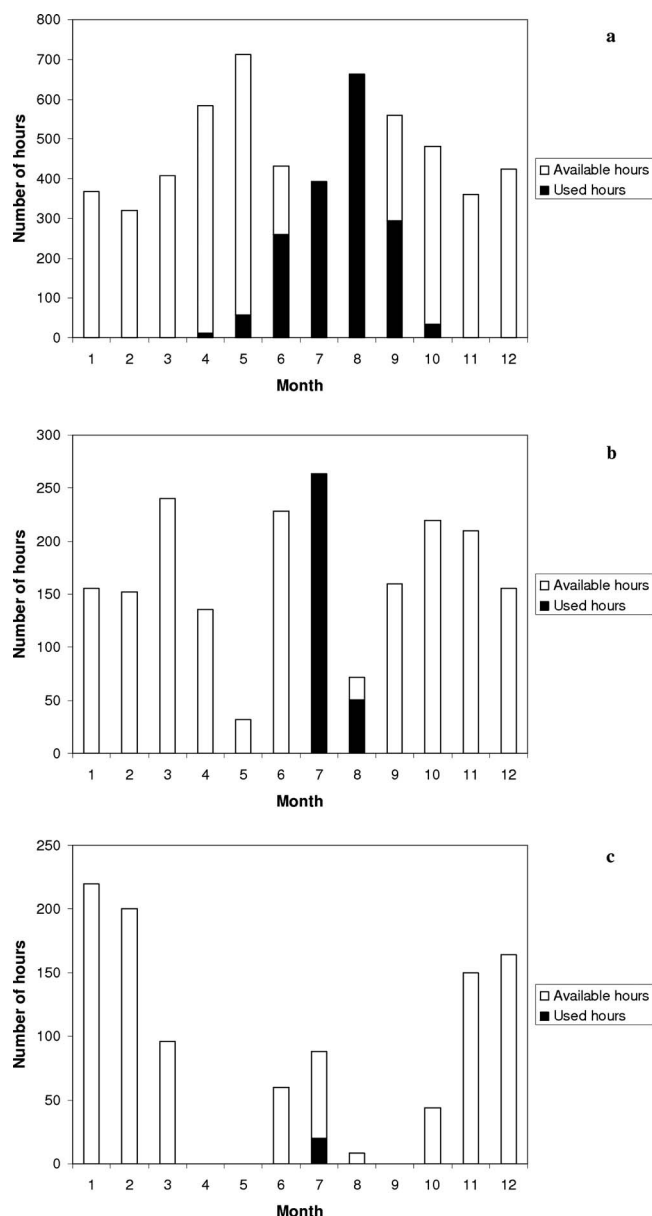 a
800
700
600
500
400
300
200
100
0
Number of hours
1 2 3 4 5 6 7 8 9 10 11 12
Month
Available hours
Used hours
b
300
250
200
150
100
50
0
Number of hours
1 2 3 4 5 6 7 8 9 10 11 12
Month
Available hours
Used hours
c
250
200
150
100
50
0
Number of hours
1 2 3 4 5 6 7 8 9 10 11 12
Month
Available hours
Used hours